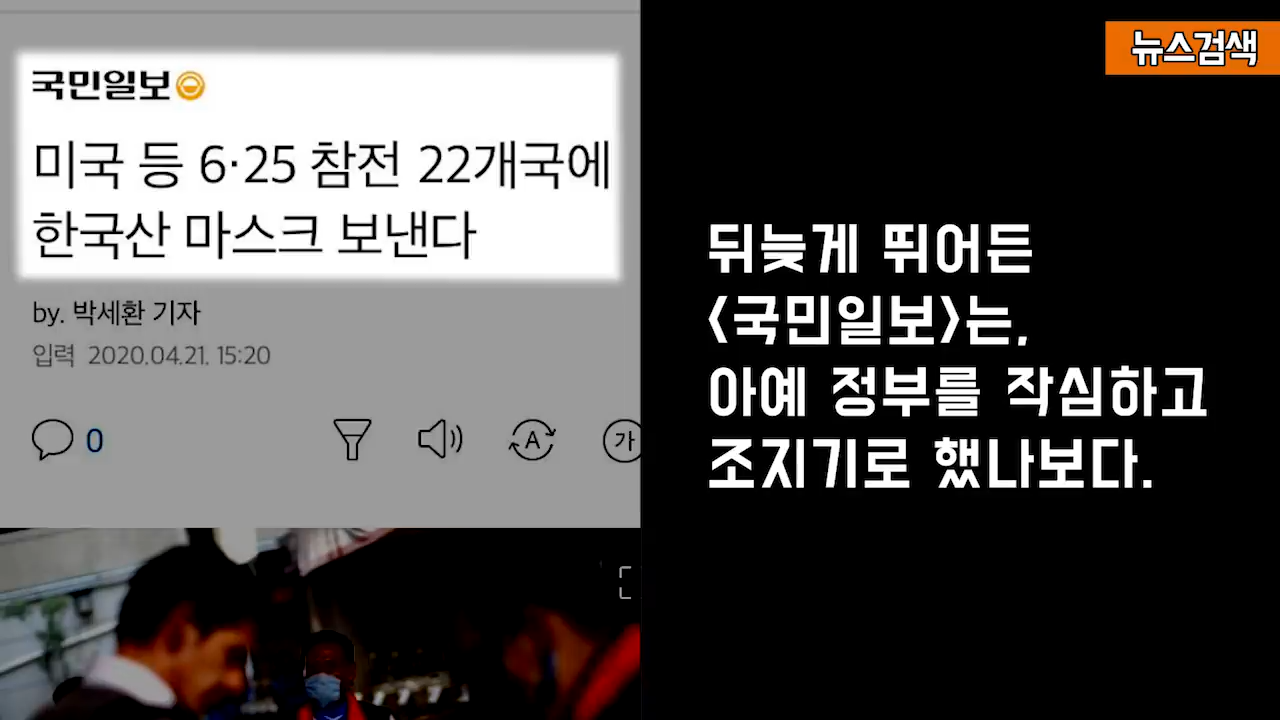 국민일보
미국 등 6·25 참전 22개국에
한국산 마스크 보낸다
by. 박세환 기자
입력 2020.04.21. 15:20
0
A
가
뉴스검색
뒤늦게 뛰어든
<국민일보>는,
아예 정부를 작심하고
조지기로 했나보다.